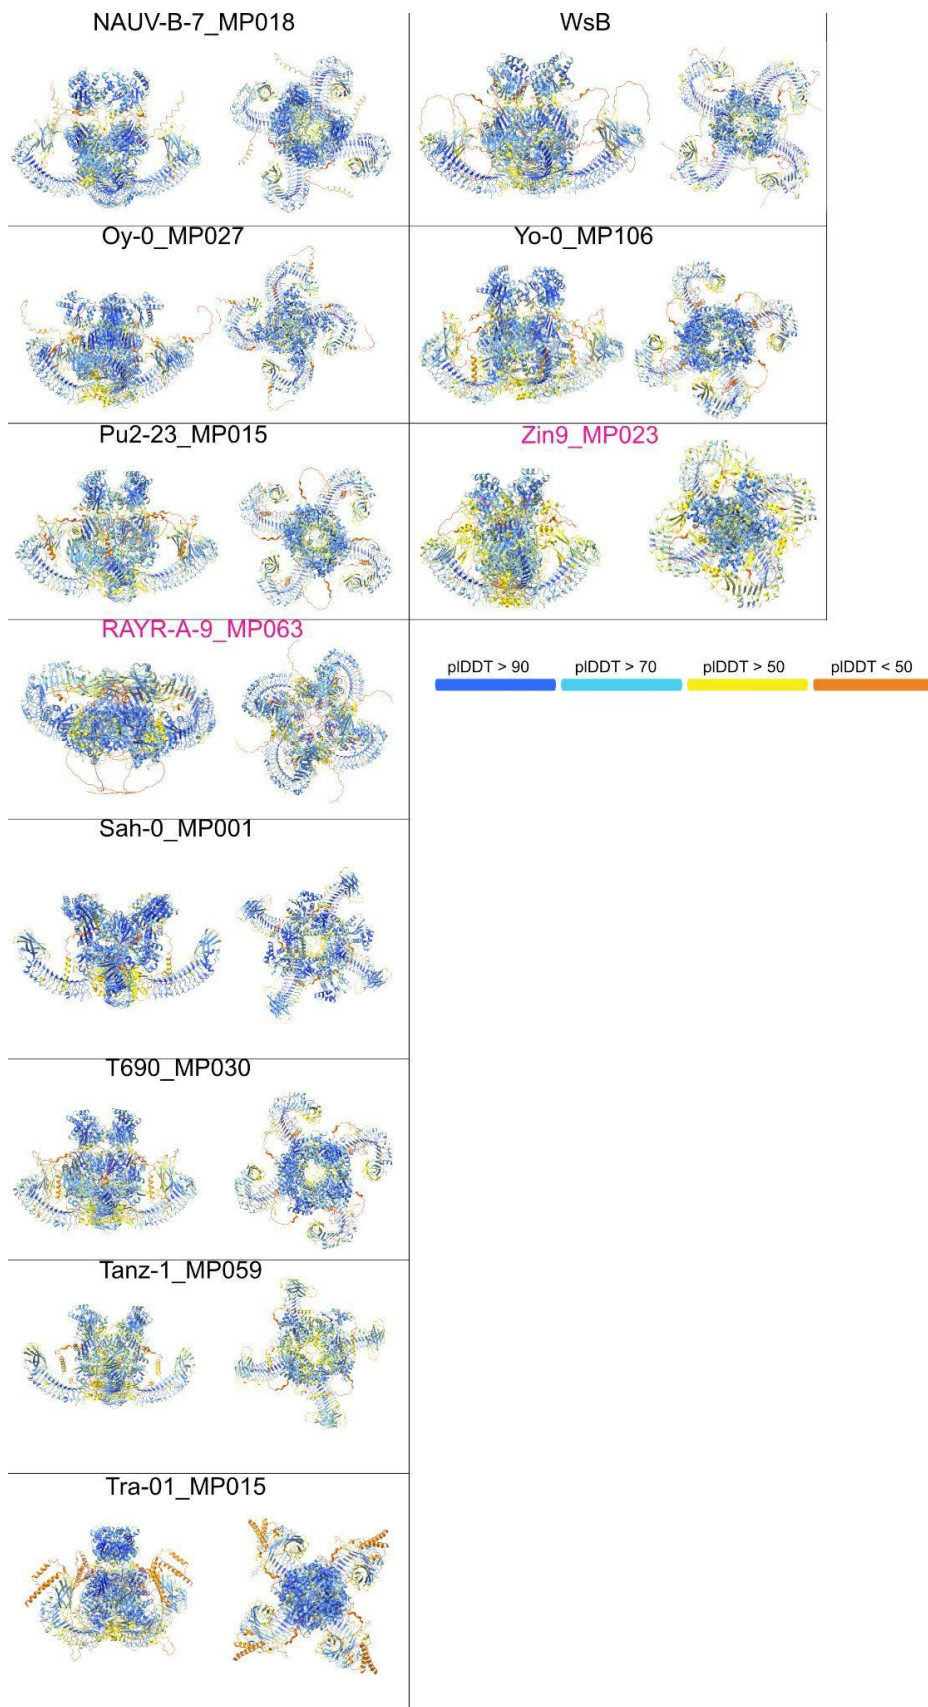 NAUV-B-7_MP018
WsB
Oy-0_MP027
Yo-0_MP106
Pu2-23_MP015
Zin9_MP023
RAYR-A-9_MP063
pIDDT > 90
pIDDT > 70
pIDDT > 50
pIDDT < 50
Sah-0_MP001
T690_MP030
Tanz-1_MP059
Tra-01_MP015